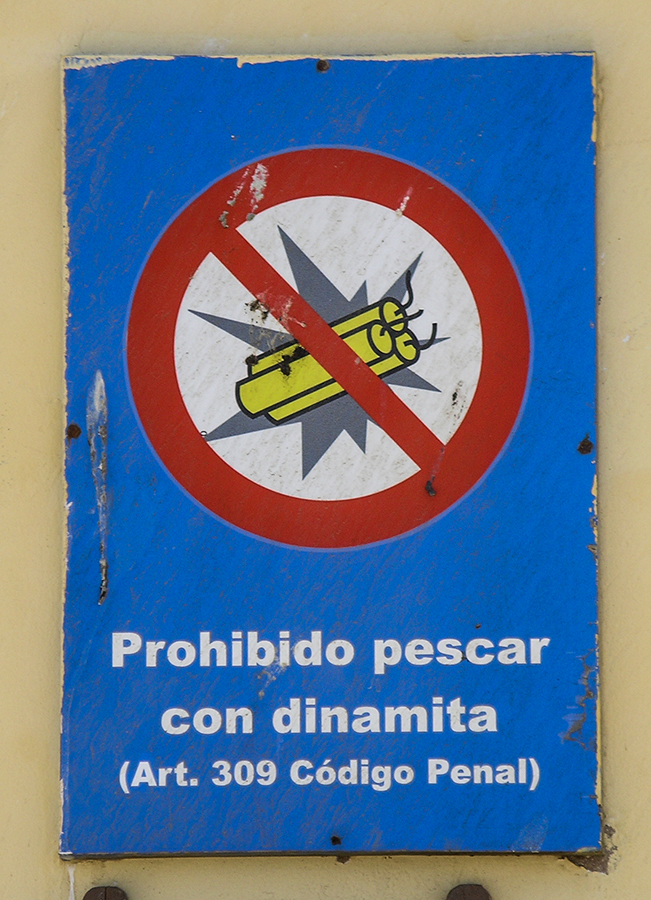 Prohibido pescar
con dinamita
(Art. 309 Código Penal)